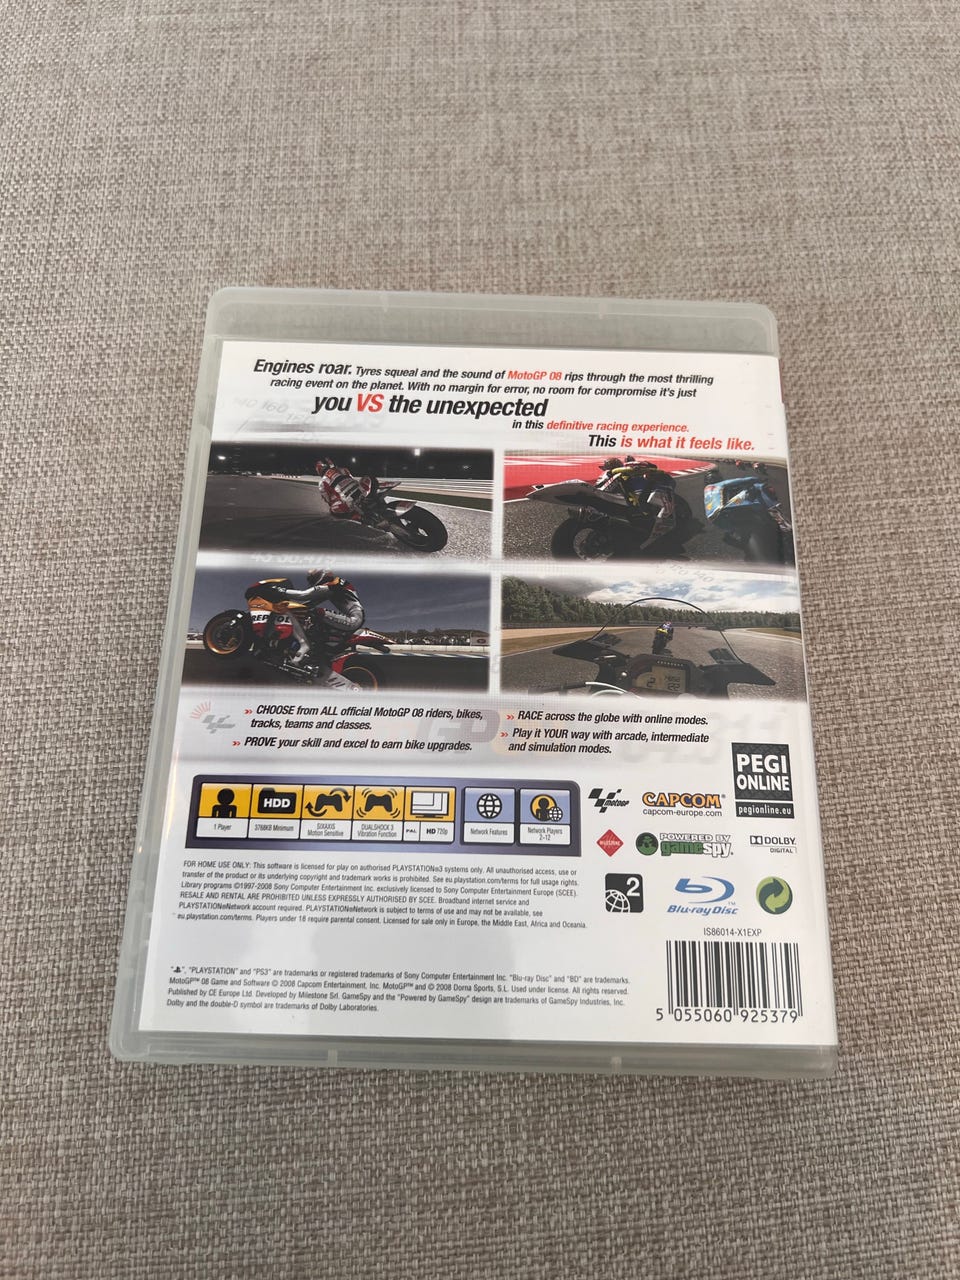 Engines roar. Tyres squeal and the sound of MotoGP 08 rips through the most thrilling
racing event on the planet. With no margin for error, no room for compromise it's just
you VS the unexpected
in this definitive racing experience.
This is what it feels like.
REPSOL
» CHOOSE from ALL official MotoGP 08 riders, bikes,
tracks, teams and classes.
» PROVE your skill and excel to earn bike upgrades.
» RACE across the globe with online modes.
» Play it YOUR way with arcade, intermediate
and simulation modes.
PEGI
ONLINE
pegionline.eu
HDD
1 Player
3768KB Minimum
SIXAXIS
Motion Sensitive
DUALSHOCK 3
Vibration Function
PAL
HD 720p
Network Features
Network Players
2-12
motoGP
CAPCOM®
capcom-europe.com
MILESTONE
POWERED BY
gamespy.
DOLBY
DIGITAL
FOR HOME USE ONLY: This software is licensed for play on authorised PLAYSTATION®3 systems only. All unauthorised access, use or
transfer of the product or its underlying copyright and trademark works is prohibited. See eu.playstation.com/terms for full usage rights.
Library programs ©1997-2008 Sony Computer Entertainment Inc. exclusively licensed to Sony Computer Entertainment Europe (SCEE).
RESALE AND RENTAL ARE PROHIBITED UNLESS EXPRESSLY AUTHORISED BY SCEE. Broadband internet service and
PLAYSTATION®Network account required. PLAYSTATION®Network is subject to terms of use and may not be available, see
eu.playstation.com/terms. Players under 18 require parental consent. Licensed for sale only in Europe, the Middle East, Africa and Oceania.
2
Blu-ray Disc™
IS86014-X1EXP
", "PLAYSTATION" and "PS3" are trademarks or registered trademarks of Sony Computer Entertainment Inc. "Blu-ray Disc" and "BD" are trademarks.
MotoGP™ 08 Game and Software © 2008 Capcom Entertainment, Inc. MotoGP™ and © 2008 Dorna Sports, S.L. Used under license. All rights reserved.
Published by CE Europe Ltd. Developed by Milestone Srl. GameSpy and the "Powered by GameSpy" design are trademarks of GameSpy Industries, Inc.
Dolby and the double-D symbol are trademarks of Dolby Laboratories.
5 055060 925379